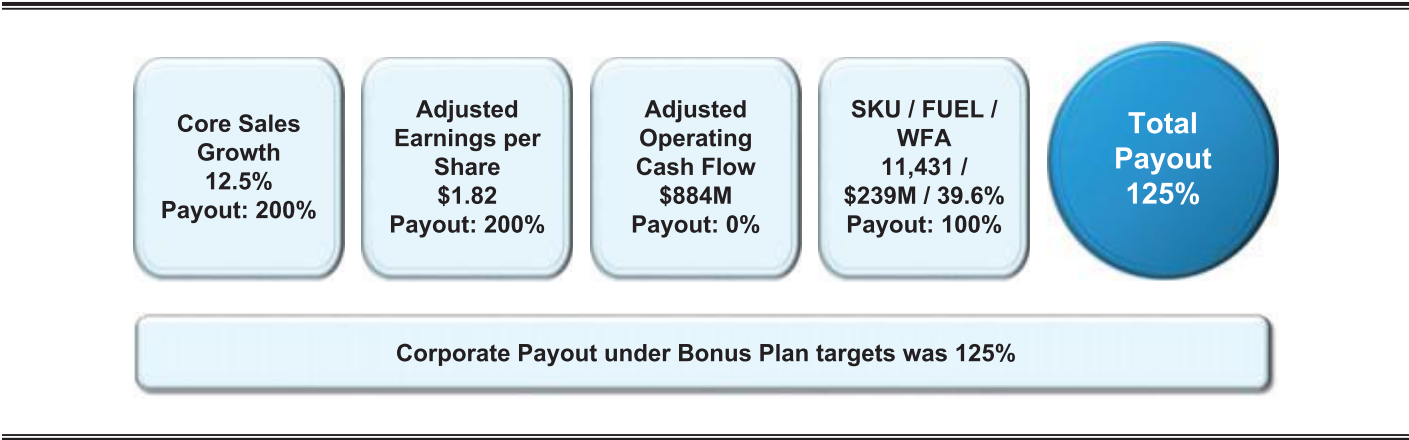 Core Sales
Growth
12.5%
Payout: 200%
Adjusted
Earnings per
Share
$1.82
Payout: 200%
Adjusted
Operating
Cash Flow
$884M
Payout: 0%
SKU / FUEL /
WFA
11,431 /
$239M / 39.6%
Payout: 100%
Total
Payout
125%
Corporate Payout under Bonus Plan targets was 125%